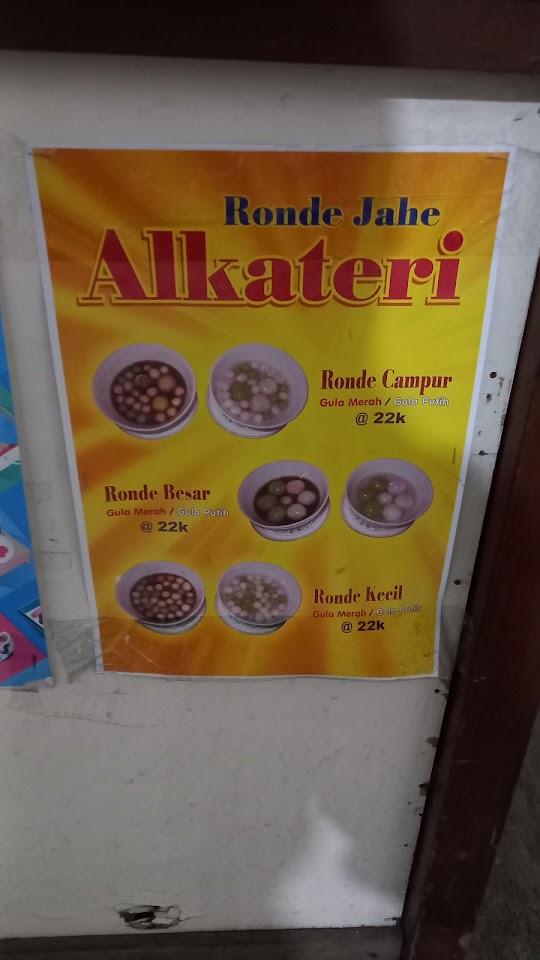 Ronde Jahe
Alkateri
Ronde Campur
Gula Merah / Gula Putih
@ 22k
Ronde Besar
Gula Merah / Gula Putih
@ 22k
Ronde Kecil
Gula Merah / Gula Putih
@ 22k